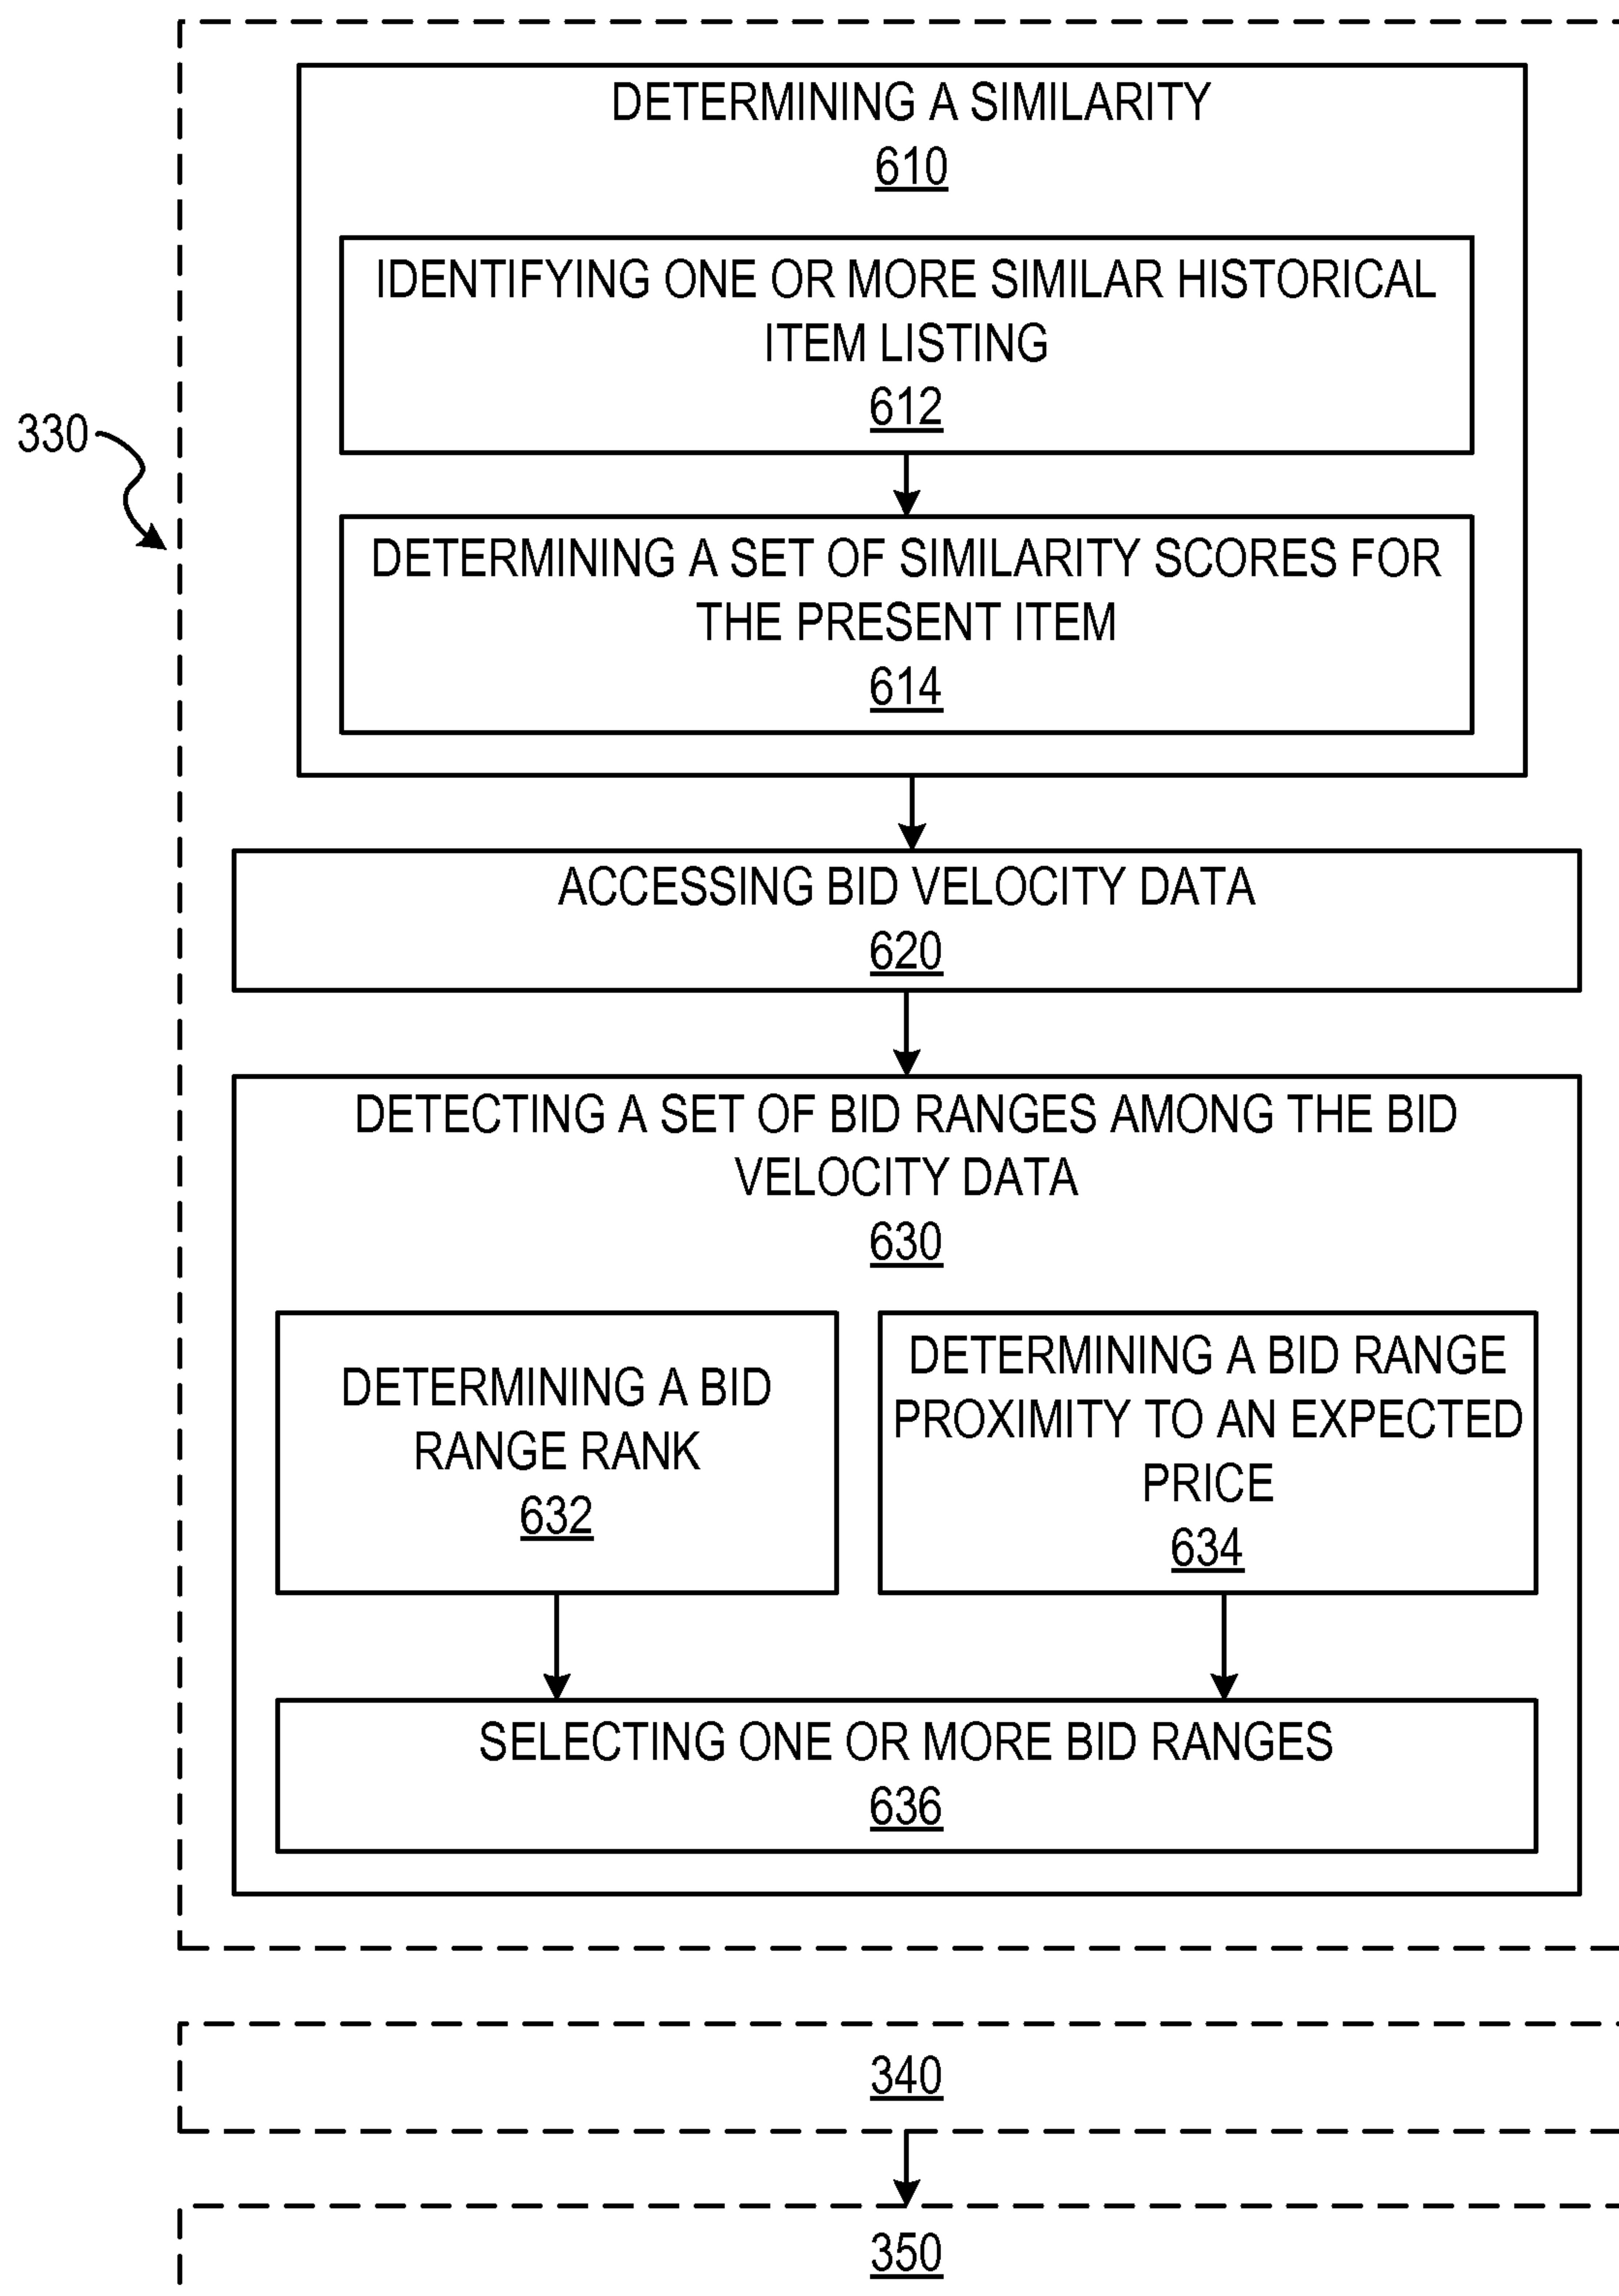 DETERMINING A SIMILARITY
610
IDENTIFYING ONE OR MORE SIMILAR HISTORICAL
ITEM LISTING
612
330
DETERMINING A SET OF SIMILARITY SCORES FOR
THE PRESENT ITEM
614
ACCESSING BID VELOCITY DATA
620
DETECTING A SET OF BID RANGES AMONG THE BID
VELOCITY DATA
630
DETERMINING A BID
RANGE RANK
632
DETERMINING A BID RANGE
PROXIMITY TO AN EXPECTED
PRICE
634
SELECTING ONE OR MORE BID RANGES
636
340
350